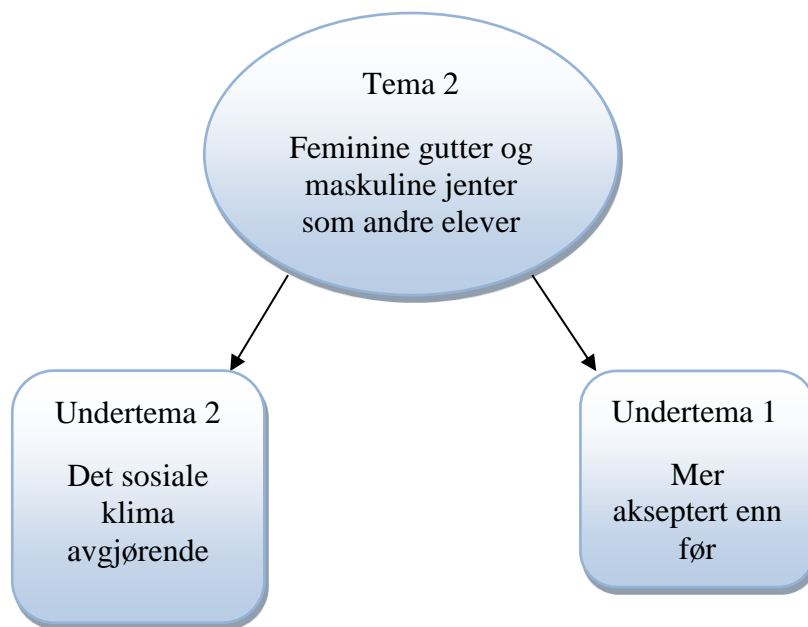 Tema 2
Feminine gutter og
maskuline jenter
som andre elever
Undertema 2
Det sosiale
klima
avgjørende
Undertema 1
Mer
akseptert enn
før